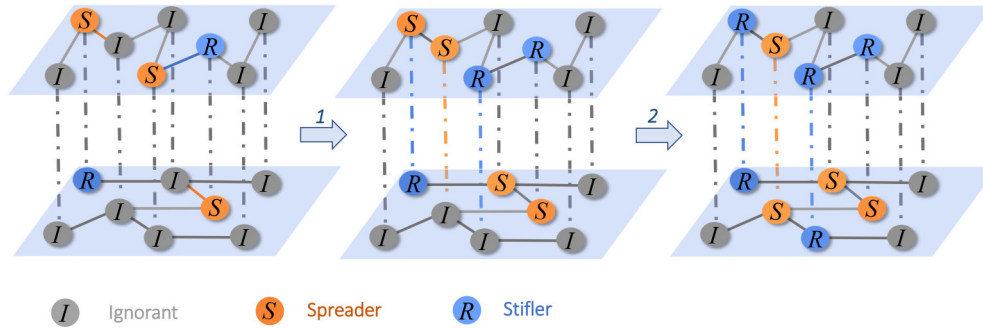 S I I S I I R I I
I R S R S R
I S I I R I I R I
1 2
R I I R S I R S I
I S I S S S
I I I I I I I R I
I Ignorant S Spreader R Stifler